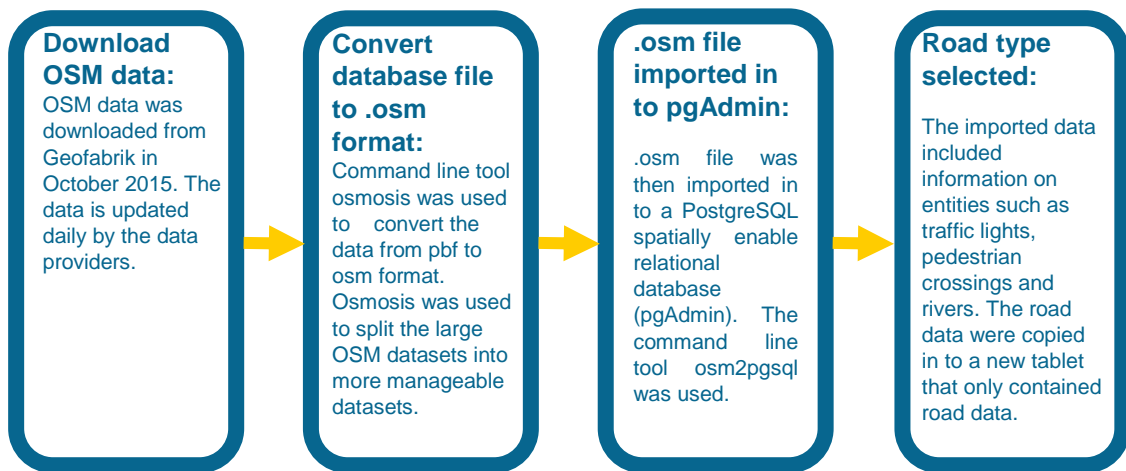 Download
OSM data:
OSM data was
downloaded from
Geofabrik in
October 2015. The
data is updated
daily by the data
providers.
Convert
database file
to .osm
format:
Command line tool
osmosis was used
to convert the
data from pbf to
osm format.
Osmosis was used
to split the large
OSM datasets into
more manageable
datasets.
.osm file
imported in
to pgAdmin:
.osm file was
then imported in
to a PostgreSQL
spatially enable
relational
database
(pgAdmin). The
command line
tool osm2pgsql
was used.
Road type
selected:
The imported data
included
information on
entities such as
traffic lights,
pedestrian
crossings and
rivers. The road
data were copied
in to a new tablet
that only contained
road data.